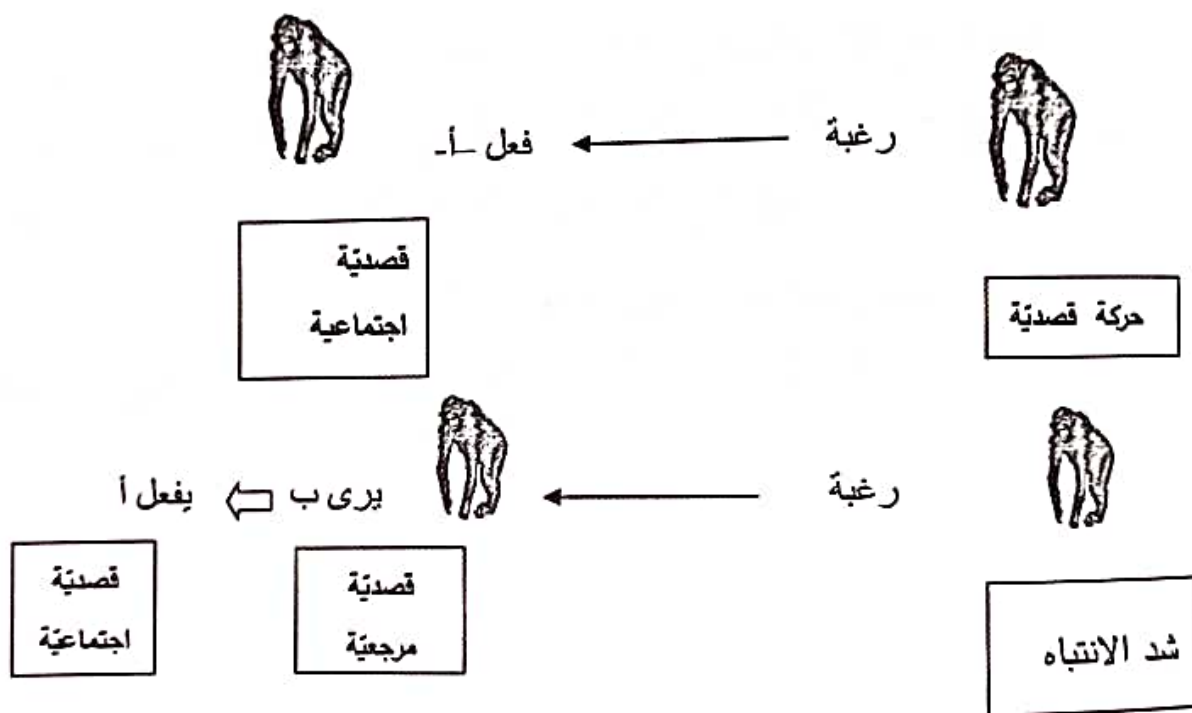 رغبة
فعل أ-
حركة قصديّة
قصديّة
اجتماعية
رغبة
يرى ب
يفعل أ
شد الانتباه
قصديّة
مرجعيّة
قصديّة
اجتماعيّة